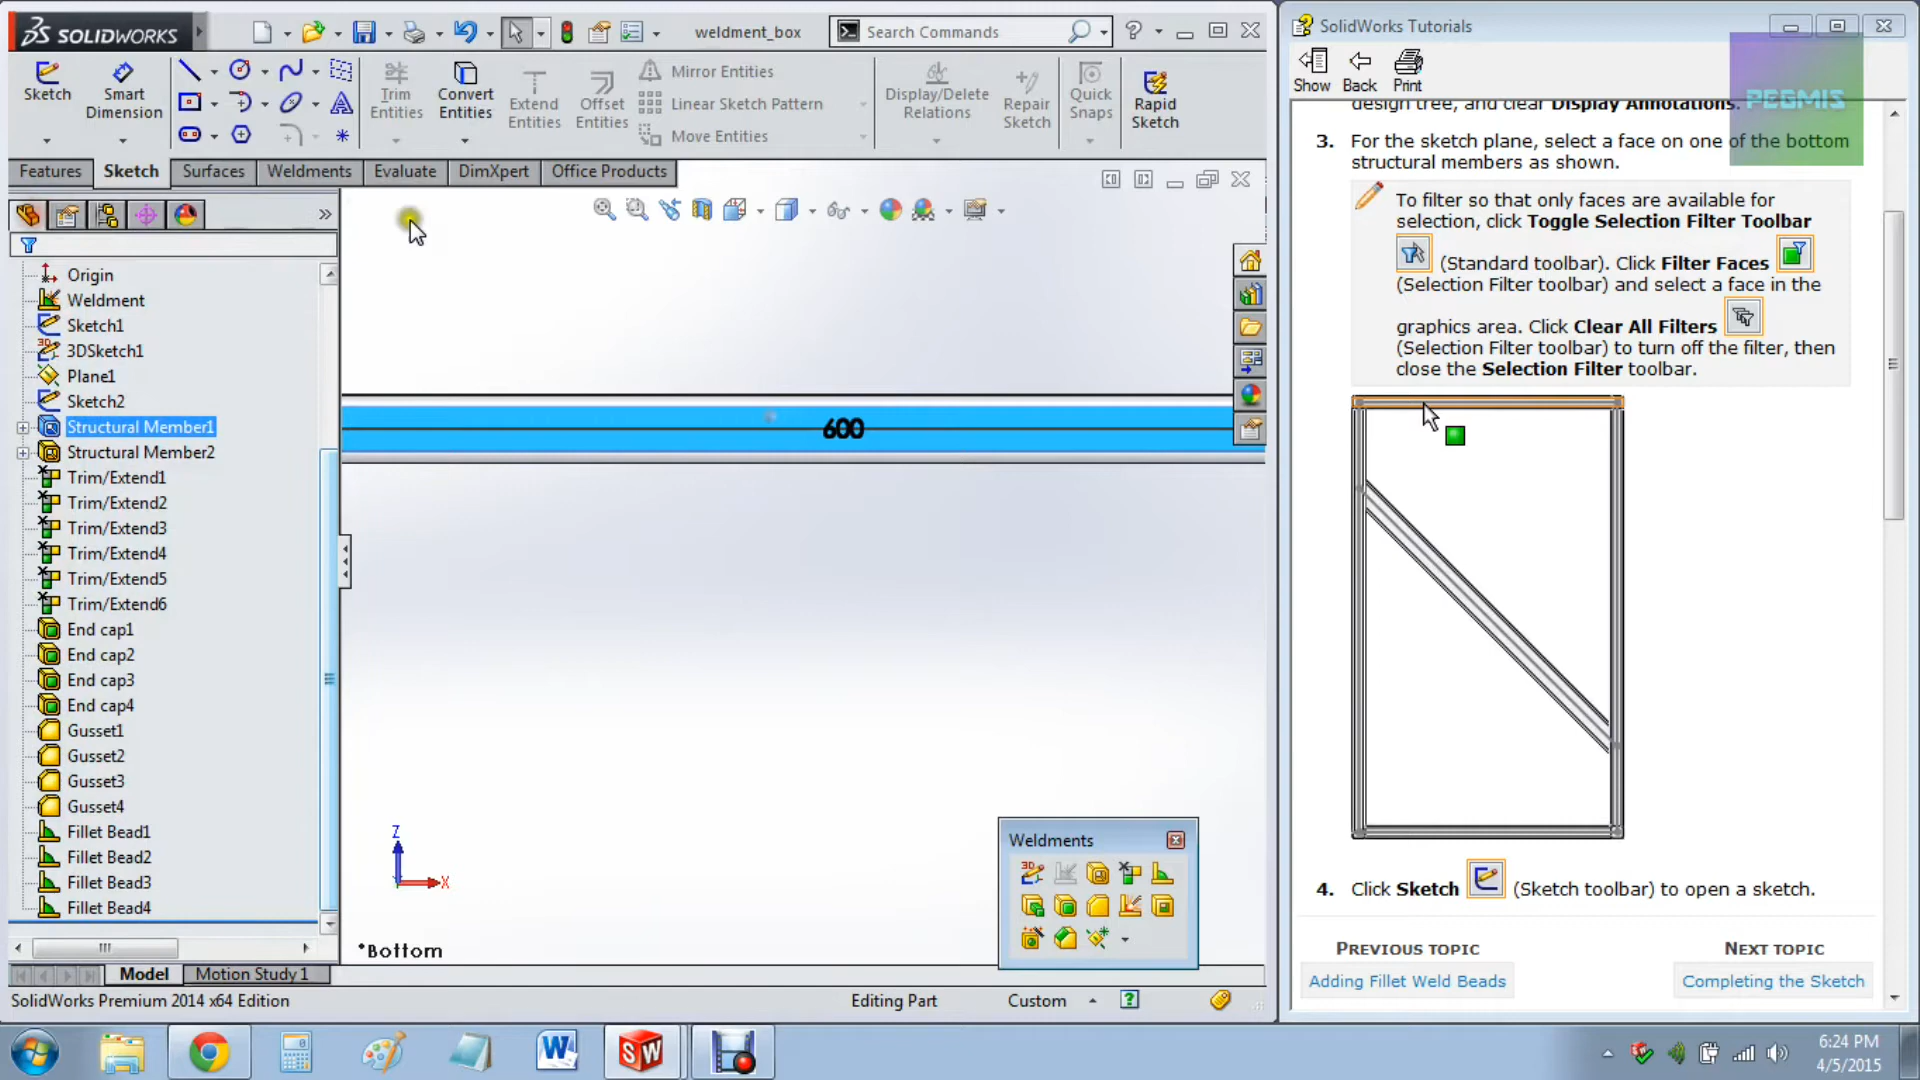 SOLIDWORKS
weldment_box
Search Commands
Sketch
Smart Dimension
Trim Entities
Convert Entities
Extend Entities
Offset Entities
Mirror Entities
Linear Sketch Pattern
Move Entities
Display/Delete Relations
Repair Sketch
Quick Snaps
Rapid Sketch
Features
Sketch
Surfaces
Weldments
Evaluate
DimXpert
Office Products
Origin
Weldment
Sketch1
3DSketch1
Plane1
Sketch2
Structural Member1
Structural Member2
Trim/Extend1
Trim/Extend2
Trim/Extend3
Trim/Extend4
Trim/Extend5
Trim/Extend6
End cap1
End cap2
End cap3
End cap4
Gusset1
Gusset2
Gusset3
Gusset4
Fillet Bead1
Fillet Bead2
Fillet Bead3
Fillet Bead4
600
Z
X
*Bottom
Weldments
Model
Motion Study 1
SolidWorks Premium 2014 x64 Edition
Editing Part
Custom
SolidWorks Tutorials
Show
Back
Print
PEGMIS
design tree, and clear Display Annotations.
3. For the sketch plane, select a face on one of the bottom
structural members as shown.
To filter so that only faces are available for
selection, click Toggle Selection Filter Toolbar
(Standard toolbar). Click Filter Faces
(Selection Filter toolbar) and select a face in the
graphics area. Click Clear All Filters
(Selection Filter toolbar) to turn off the filter, then
close the Selection Filter toolbar.
4. Click Sketch (Sketch toolbar) to open a sketch.
PREVIOUS TOPIC
Adding Fillet Weld Beads
NEXT TOPIC
Completing the Sketch
6:24 PM
4/5/2015